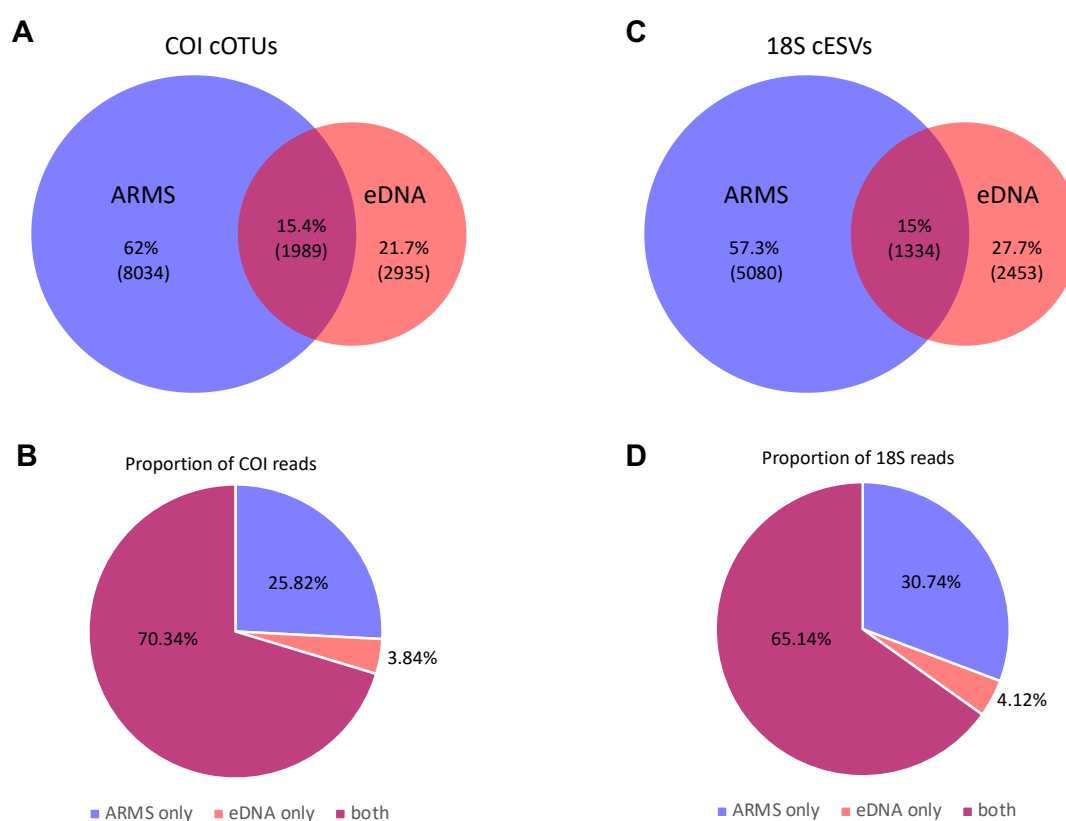 A
COI cOTUs
ARMS
62%
(8034)
15.4%
(1989)
eDNA
21.7%
(2935)
C
18S cESVs
ARMS
57.3%
(5080)
15%
(1334)
eDNA
27.7%
(2453)
B
Proportion of COI reads
25.82%
70.34%
3.84%
ARMS only eDNA only both
D
Proportion of 18S reads
30.74%
65.14%
4.12%
ARMS only eDNA only both